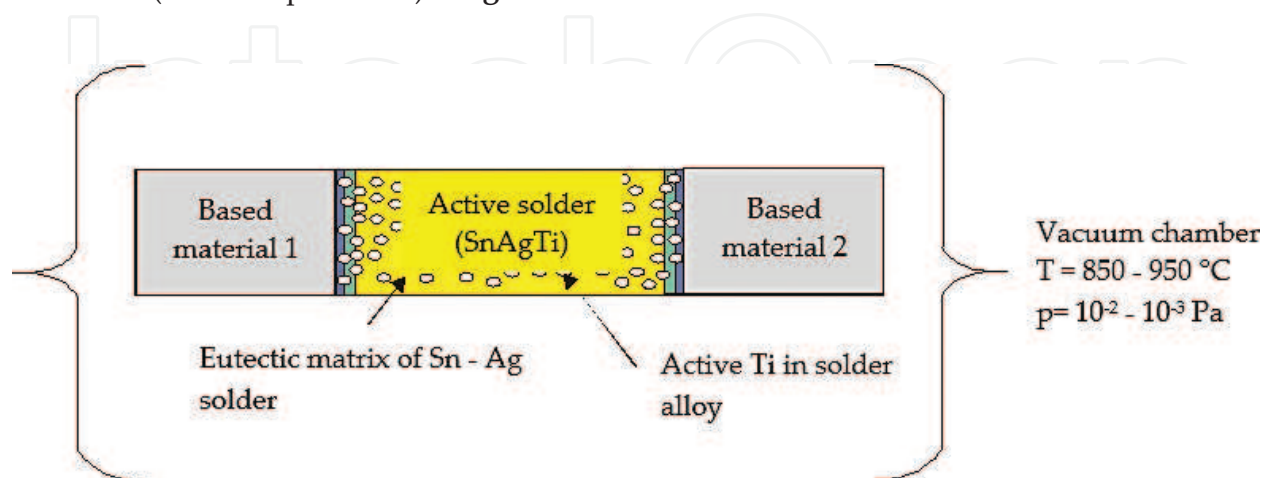 Based
material 1
Active solder
(SnAgTi)
Based
material 2
Vacuum chamber
T = 850 - 950 °C
p= 10⁻² - 10⁻³ Pa
Eutectic matrix of Sn - Ag
solder
Active Ti in solder
alloy